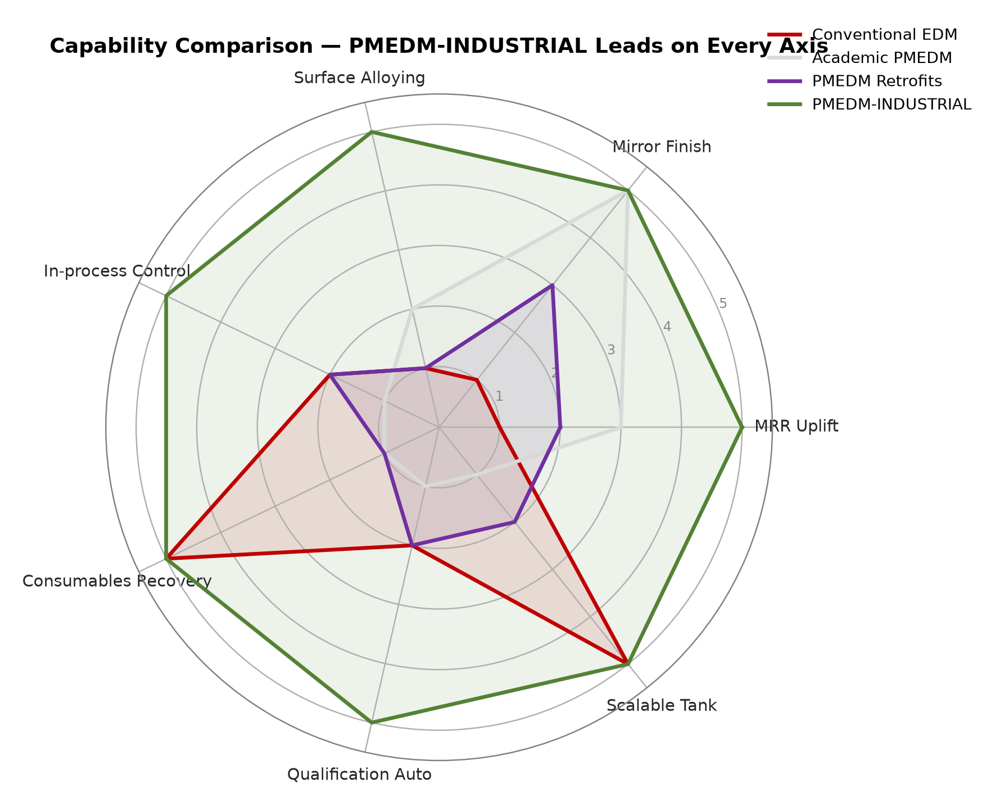 Capability Comparison — PMEDM-INDUSTRIAL Leads on Every Axis
Conventional EDM
Academic PMEDM
PMEDM Retrofits
PMEDM-INDUSTRIAL
Surface Alloying
Mirror Finish
In-process Control
MRR Uplift
5
4
3
2
1
Consumables Recovery
Scalable Tank
Qualification Auto